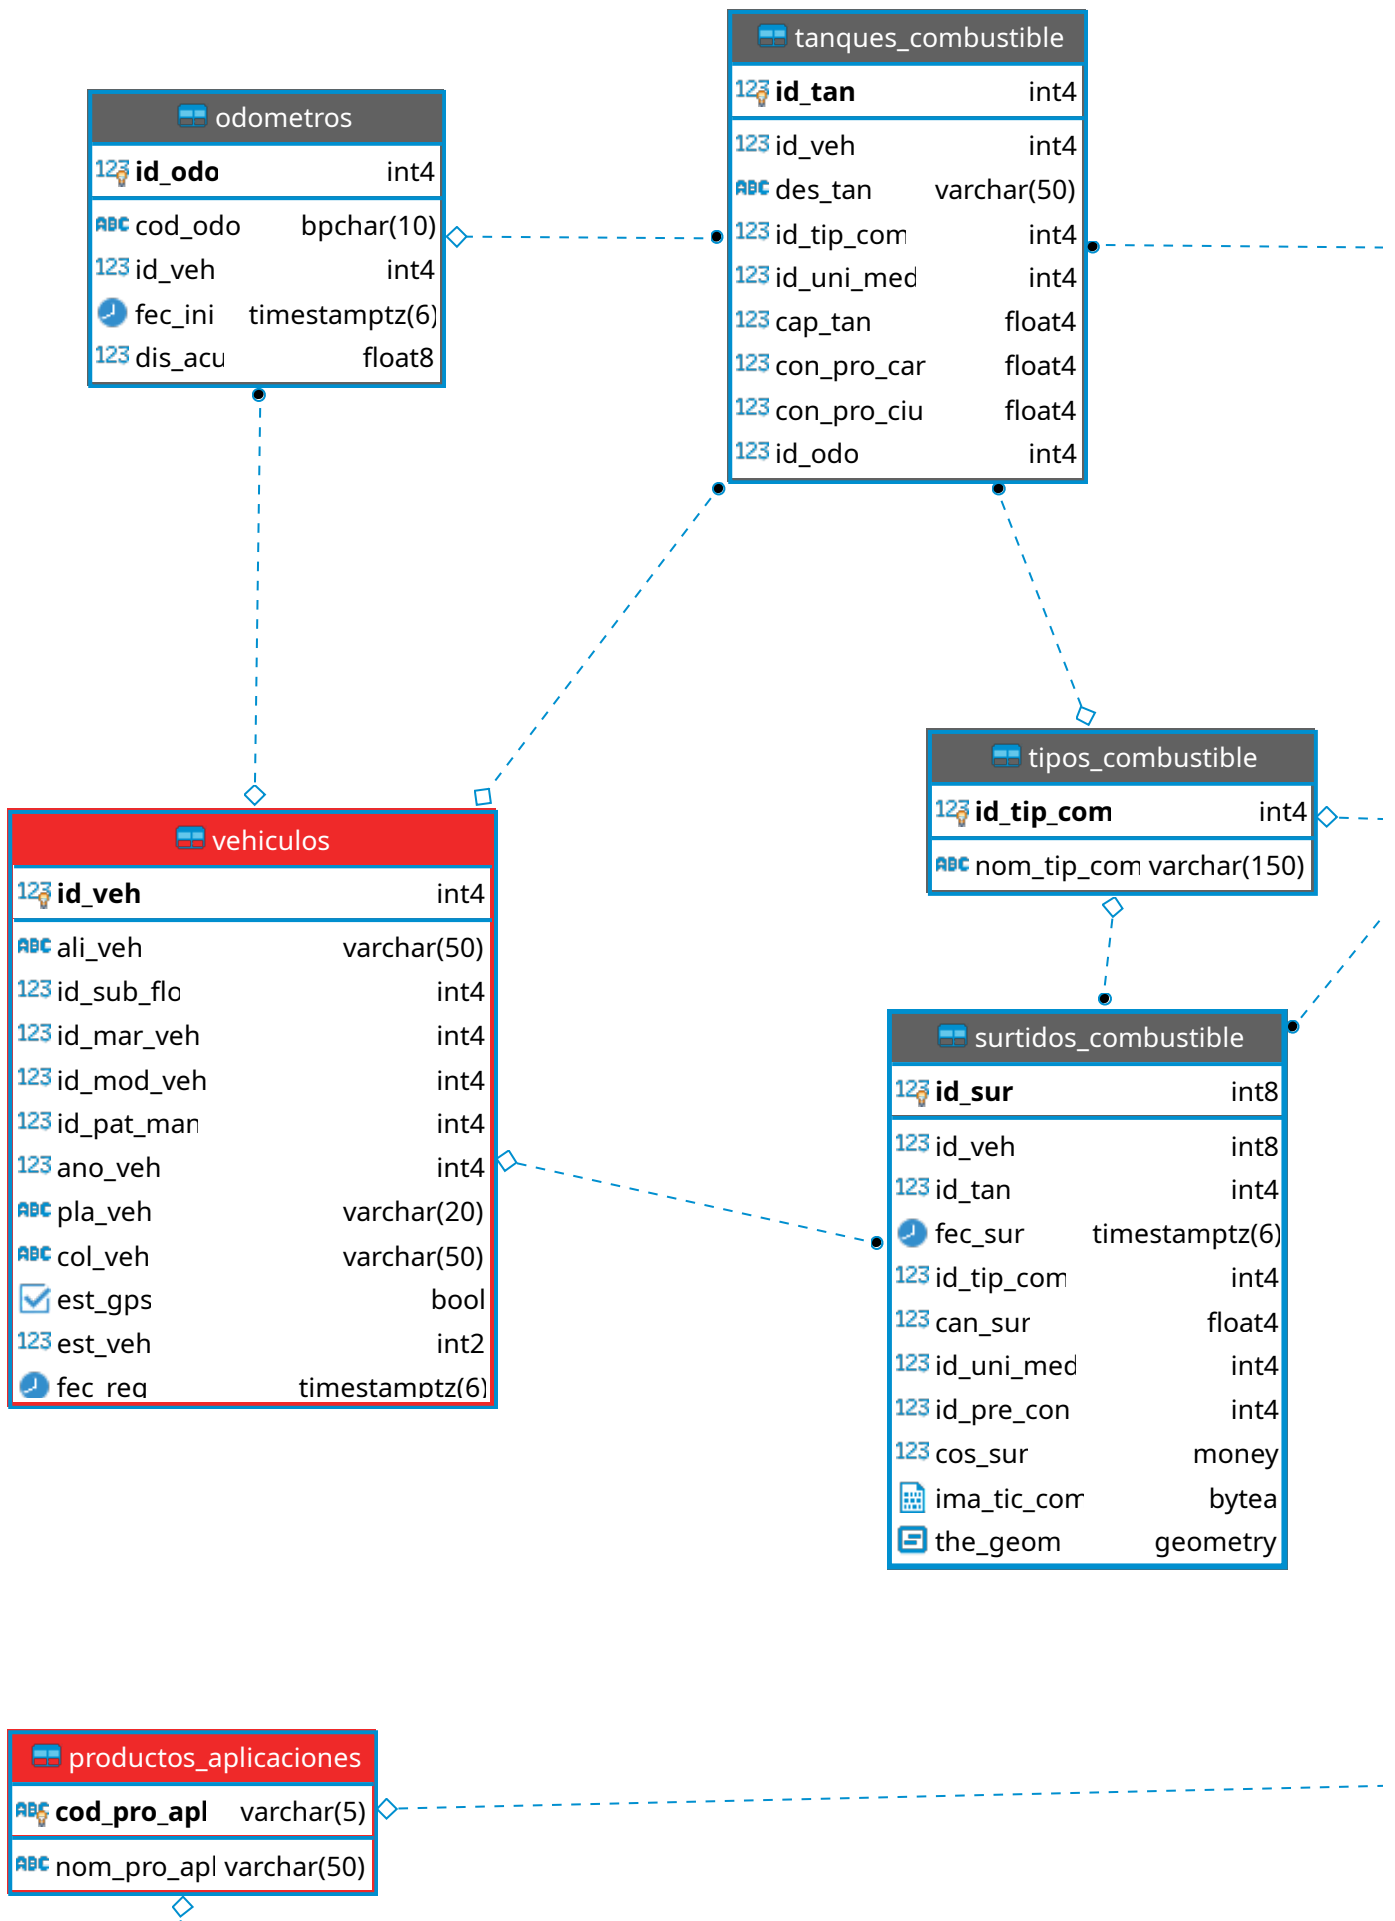 tanques_combustible
id_tan int4
id_veh int4
des_tan varchar(50)
id_tip_com int4
id_uni_med int4
cap_tan float4
con_pro_car float4
con_pro_ciu float4
id_odo int4
odometros
id_odo int4
cod_odo bpchar(10)
id_veh int4
fec_ini timestamptz(6)
dis_acu float8
tipos_combustible
id_tip_com int4
nom_tip_com varchar(150)
vehiculos
id_veh int4
ali_veh varchar(50)
id_sub_flo int4
id_mar_veh int4
id_mod_veh int4
id_pat_man int4
ano_veh int4
pla_veh varchar(20)
col_veh varchar(50)
est_gps bool
est_veh int2
fec_reg timestamptz(6)
surtidos_combustible
id_sur int8
id_veh int8
id_tan int4
fec_sur timestamptz(6)
id_tip_com int4
can_sur float4
id_uni_med int4
id_pre_con int4
cos_sur money
ima_tic_com bytea
the_geom geometry
productos_aplicaciones
cod_pro_apl varchar(5)
nom_pro_apl varchar(50)